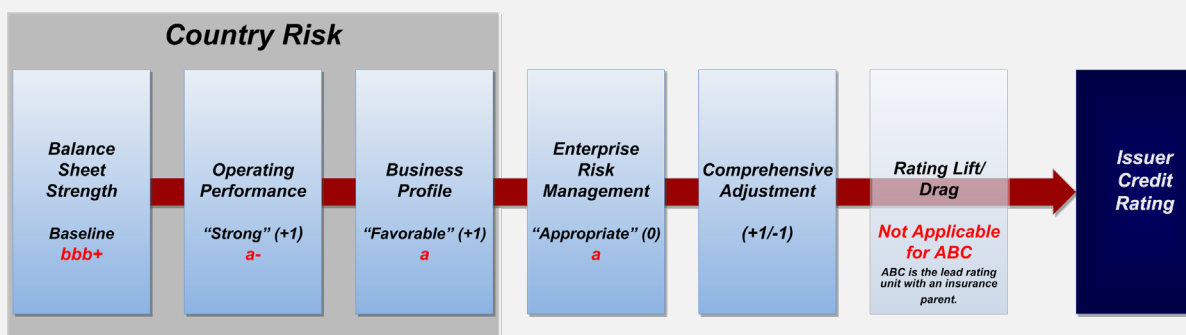 Country Risk
Balance
Sheet
Strength
Baseline
bbb+
Operating
Performance
“Strong” (+1)
a-
Business
Profile
“Favorable” (+1)
a
Enterprise
Risk
Management
“Appropriate” (0)
a
Comprehensive
Adjustment
(+1/-1)
Rating Lift/
Drag
Not Applicable
for ABC
ABC is the lead rating
unit with an insurance
parent.
Issuer
Credit
Rating